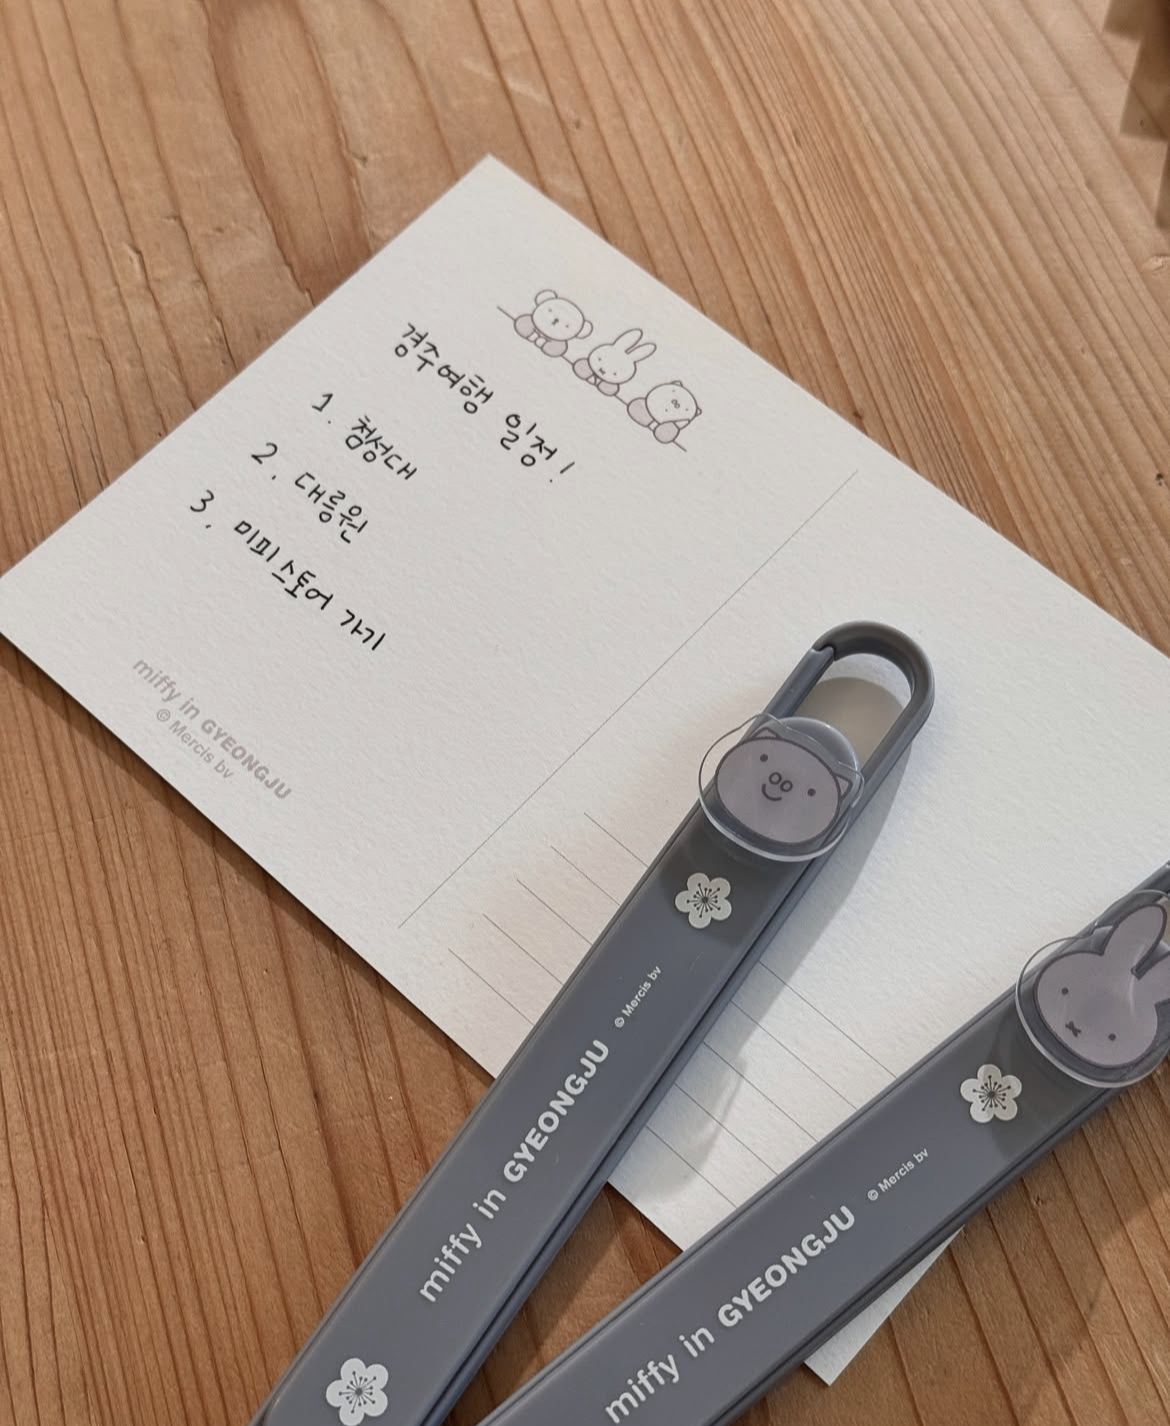 경주여행 일정!
1. 첨성대
2. 대릉원
3. 미피 스토어 가기
miffy in GYEONGJU
© Mercis bv
miffy in GYEONGJU © Mercis bv
miffy in GYEONGJU © Mercis bv